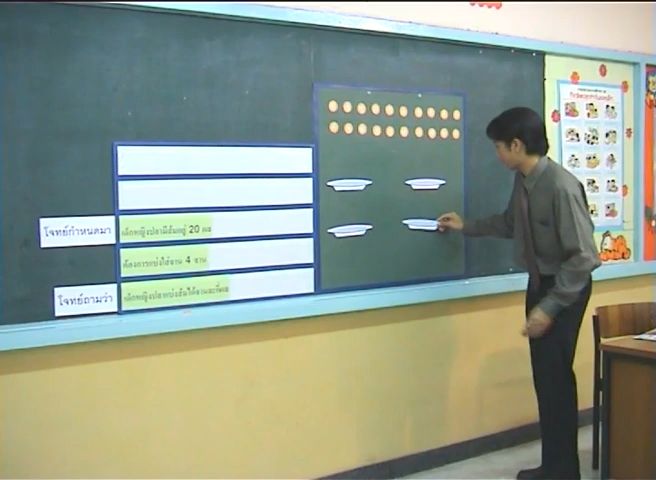 โจทย์กำหนดมา
เด็กหญิงปลามีส้มอยู่ 20 ผล
ต้องการแบ่งใส่จาน 4 จาน
โจทย์ถามว่า
เด็กหญิงปลาแบ่งส้มได้จานละกี่ผล